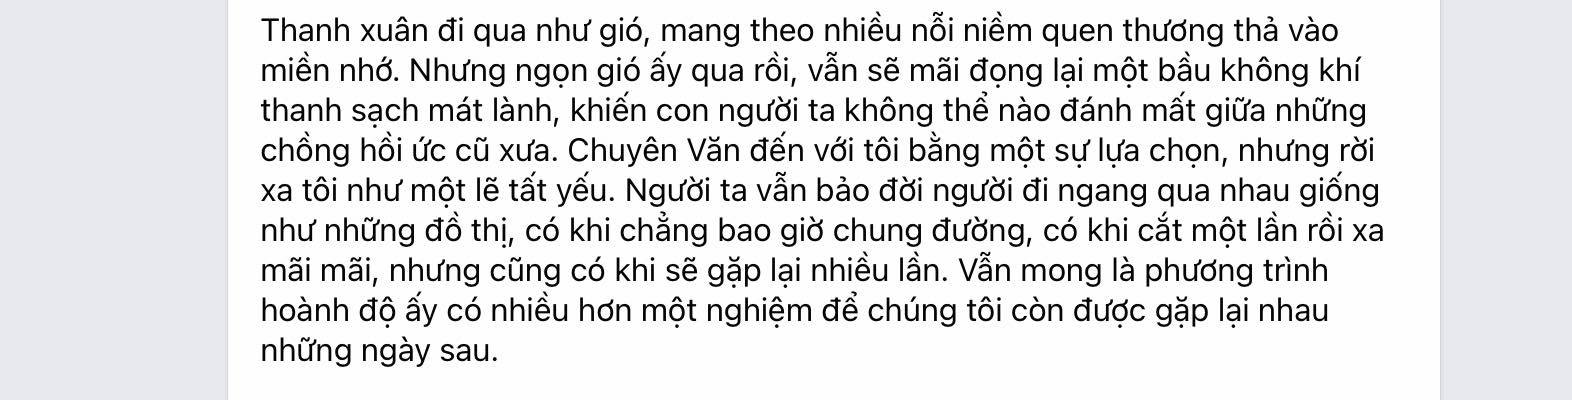 Thanh xuân đi qua như gió, mang theo nhiều nỗi niềm quen thương thả vào
miền nhớ. Nhưng ngọn gió ấy qua rồi, vẫn sẽ mãi đọng lại một bầu không khí
thanh sạch mát lành, khiến con người ta không thể nào đánh mất giữa những
chồng hồi ức cũ xưa. Chuyên Văn đến với tôi bằng một sự lựa chọn, nhưng rời
xa tôi như một lẽ tất yếu. Người ta vẫn bảo đời người đi ngang qua nhau giống
như những đồ thị, có khi chẳng bao giờ chung đường, có khi cắt một lần rồi xa
mãi mãi, nhưng cũng có khi sẽ gặp lại nhiều lần. Vẫn mong là phương trình
hoành độ ấy có nhiều hơn một nghiệm để chúng tôi còn được gặp lại nhau
những ngày sau.